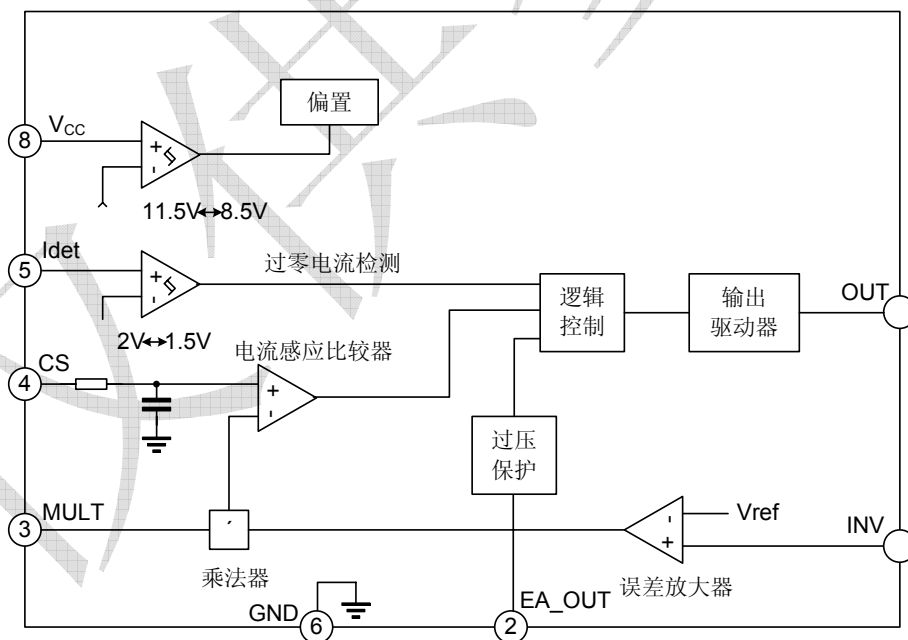 偏置
8
VCC
+
-
11.5V↔8.5V
Idet
5
+
-
过零电流检测
2V↔1.5V
逻辑
控制
输出
驱动器
OUT
CS
4
电流感应比较器
+
-
过压
保护
MULT
3
´
乘法器
-
+
Vref
INV
误差放大器
GND
6
EA_OUT
2